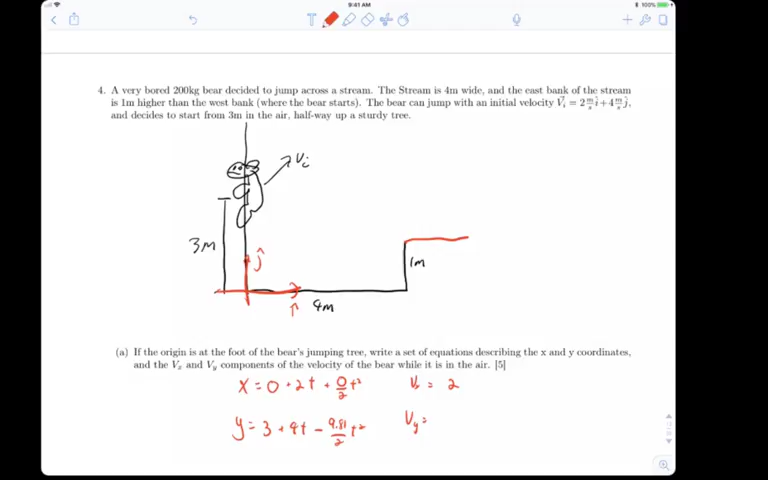 9:41 AM
100%
4. A very bored 200kg bear decided to jump across a stream. The Stream is 4m wide, and the east bank of the stream
is 1m higher than the west bank (where the bear starts). The bear can jump with an initial velocity V⃗ᵢ = 2 m/s î + 4 m/s ĵ,
and decides to start from 3m in the air, half-way up a sturdy tree.
Vᵢ
3m
ĵ
1m
î
4m
(a) If the origin is at the foot of the bear's jumping tree, write a set of equations describing the x and y coordinates,
and the Vₓ and Vᵧ components of the velocity of the bear while it is in the air. [5]
x = 0 + 2t + 0/2 t² Vₓ = 2
y = 3 + 4t − 9.81/2 t² Vy =